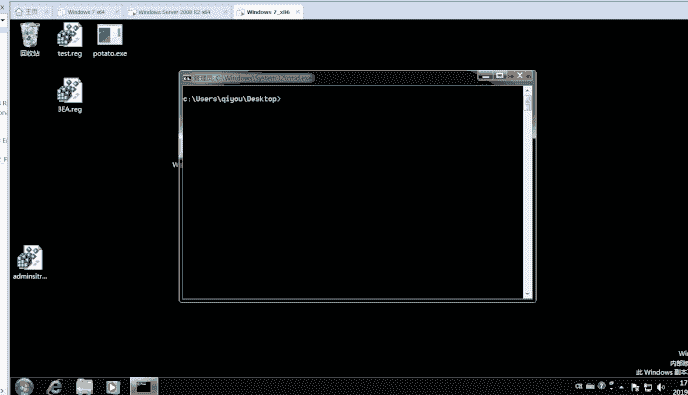 主页
Windows 7 x64
Windows Server 2008 R2 x64
Windows 7_x86
回收站
test.reg
potato.exe
3EA.reg
管理员: C:\Windows\System32\cmd.exe
c:\Users\qiyou\Desktop>
adminsitr...
Wi
内部版
此 Windows 副本
17
2019